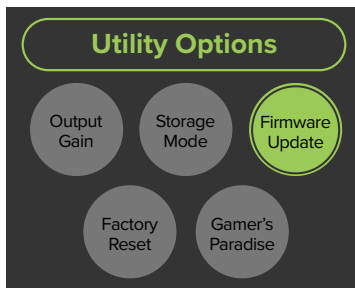 Utility Options
Output
Gain
Storage
Mode
Firmware
Update
Factory
Reset
Gamer's
Paradise